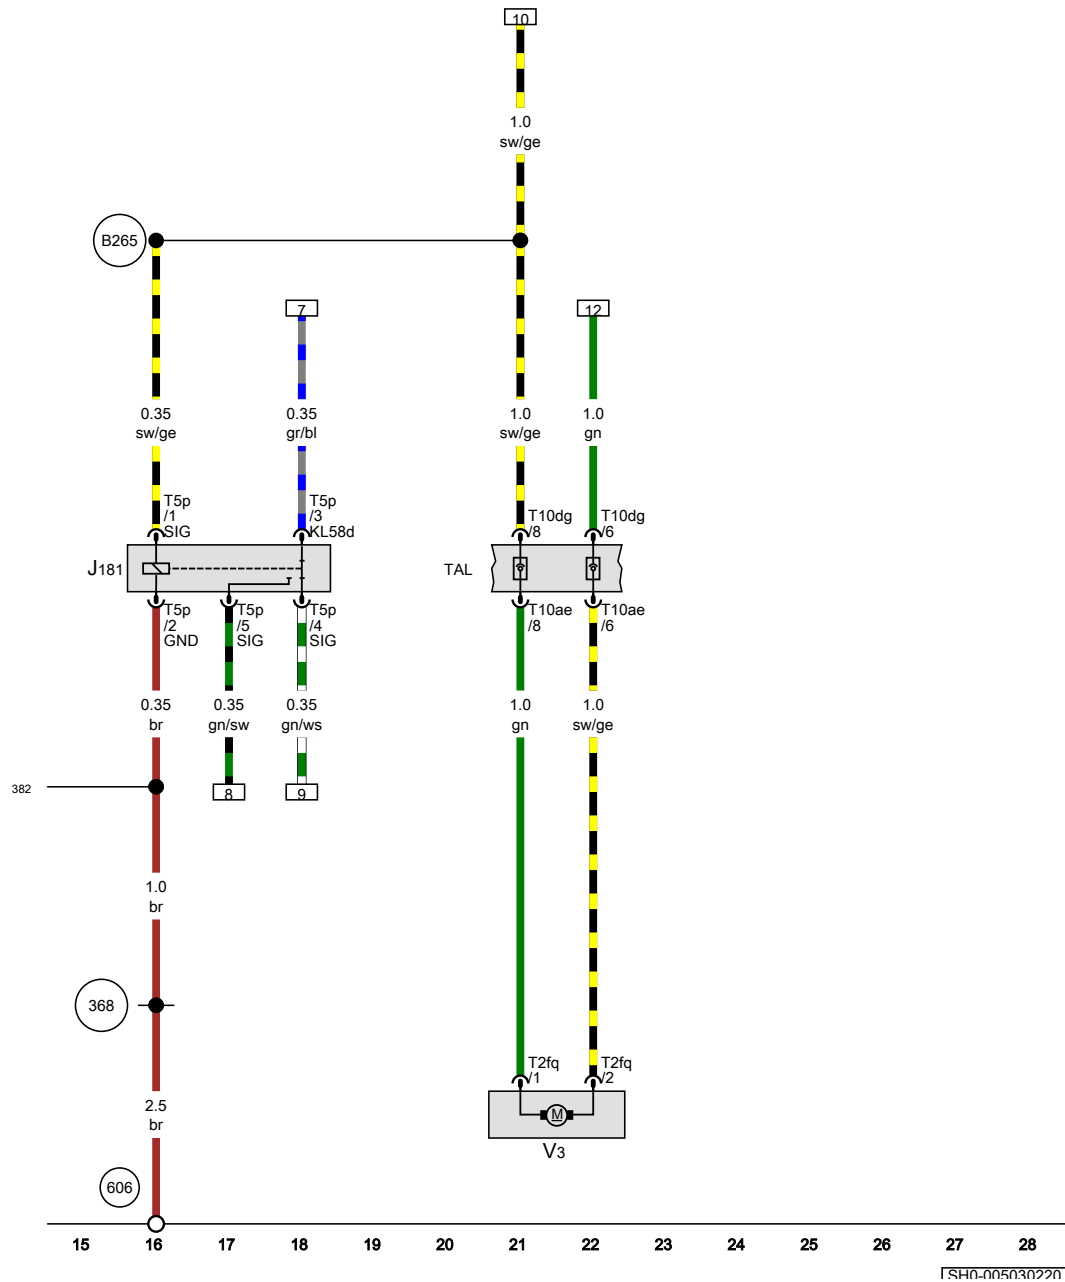 10
1.0
sw/ge
B265
7
12
0.35
sw/ge
0.35
gr/bl
1.0
sw/ge
1.0
gn
T5p
/1
SIG
T5p
/3
KL58d
T10dg
/8
T10dg
/6
J181
TAL
T5p
/2
GND
T5p
/5
SIG
T5p
/4
SIG
T10ae
/8
T10ae
/6
0.35
br
0.35
gn/sw
0.35
gn/ws
1.0
gn
1.0
sw/ge
382
8
9
1.0
br
368
T2fq
/1
T2fq
/2
2.5
br
M
V3
606
15 16 17 18 19 20 21 22 23 24 25 26 27 28
SH0-005030220